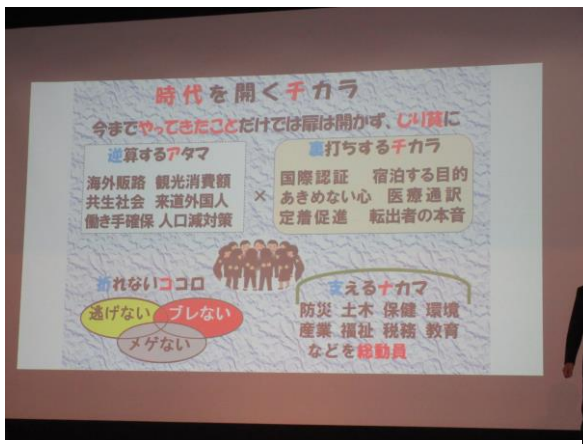 時代を開くチカラ
今までやってきたことだけでは扉は開かず、じり貧に
逆算するアタマ
海外販路 観光消費額
共生社会 来道外国人
働き手確保 人口減対策
×
裏打ちするチカラ
国際認証 宿泊する目的
あきめない心 医療通訳
定着促進 転出者の本音
折れないココロ
逃げない ブレない
メゲない
支えるナカマ
防災 土木 保健 環境
産業 福祉 税務 教育
などを総動員